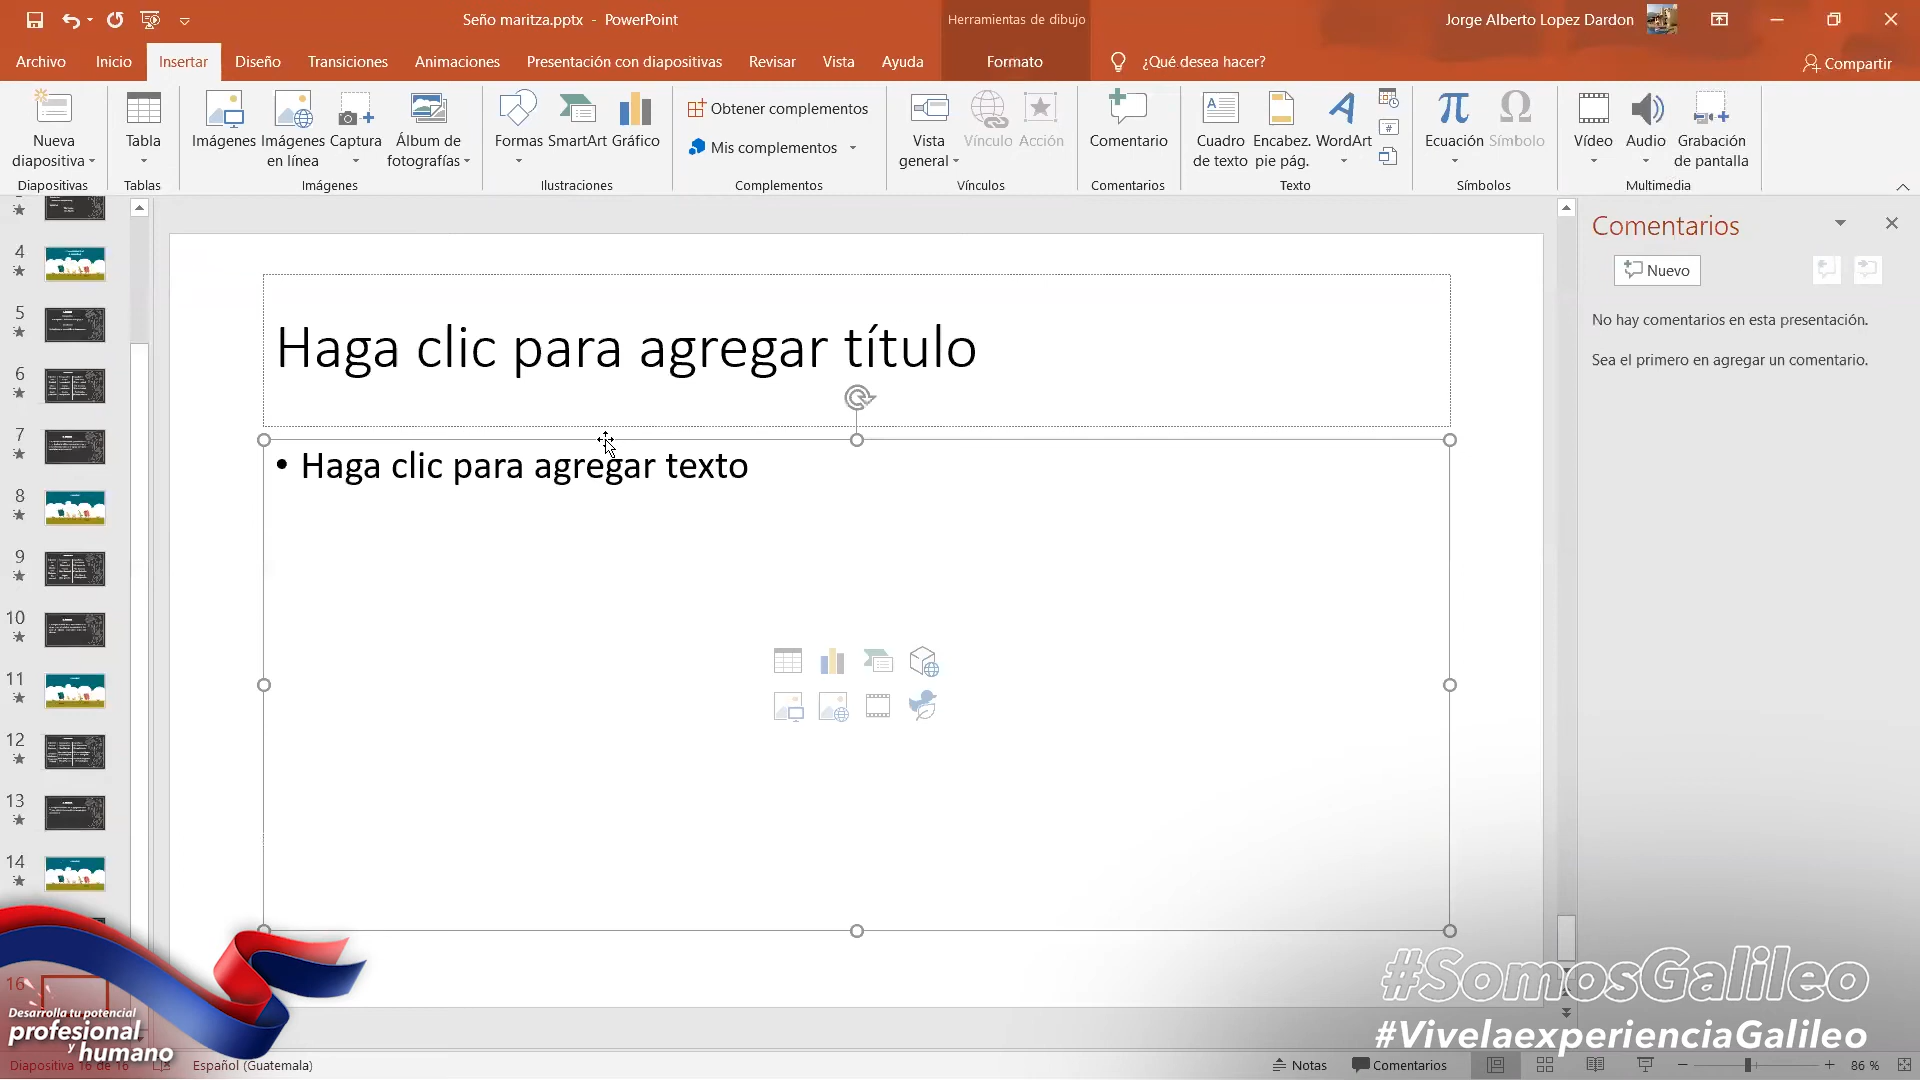 Seño maritza.pptx - PowerPoint
Herramientas de dibujo
Jorge Alberto Lopez Dardon
Archivo
Inicio
Insertar
Diseño
Transiciones
Animaciones
Presentación con diapositivas
Revisar
Vista
Ayuda
Formato
¿Qué desea hacer?
Compartir
Nueva diapositiva
Tabla
Imágenes
Imágenes en línea
Captura
Álbum de fotografías
Formas
SmartArt
Gráfico
Obtener complementos
Mis complementos
Vista general
Vínculo
Acción
Comentario
Cuadro de texto
Encabez. pie pág.
WordArt
Ecuación
Símbolo
Vídeo
Audio
Grabación de pantalla
Diapositivas
Tablas
Imágenes
Ilustraciones
Complementos
Vínculos
Comentarios
Texto
Símbolos
Multimedia
4
5
6
7
8
9
10
11
12
13
14
16
Haga clic para agregar título
• Haga clic para agregar texto
Comentarios
Nuevo
No hay comentarios en esta presentación.
Sea el primero en agregar un comentario.
Desarrolla tu potencial
profesional
y humano
#SomosGalileo
#VivelaexperienciaGalileo
Diapositiva 16 de 16
Español (Guatemala)
Notas
Comentarios
86 %